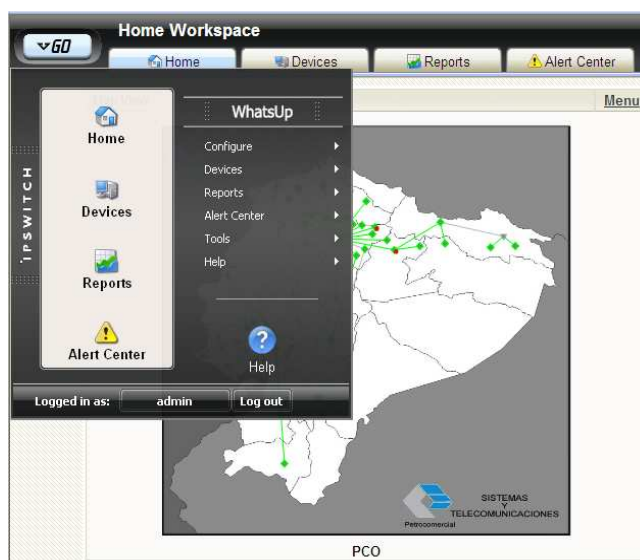 Home Workspace
GO
Home
Devices
Reports
Alert Center
Menu
IPSWITCH
Home
Devices
Reports
Alert Center
WhatsUp
Configure
Devices
Reports
Alert Center
Tools
Help
Help
Logged in as:
admin
Log out
SISTEMAS
Y
TELECOMUNICACIONES
Petrocomercial
PCO